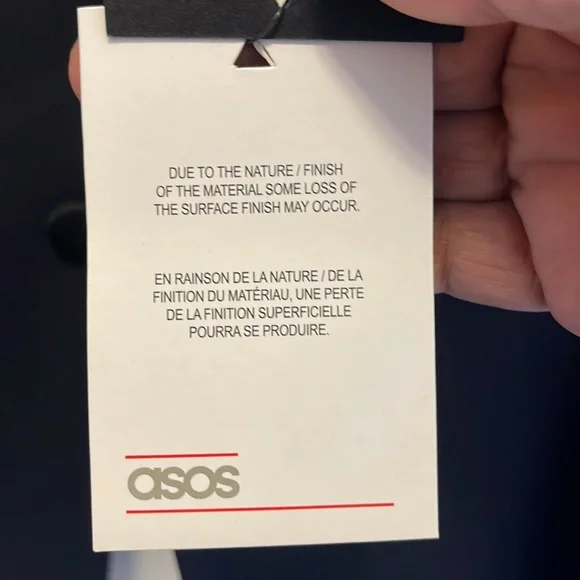 DUE TO THE NATURE / FINISH
OF THE MATERIAL SOME LOSS OF
THE SURFACE FINISH MAY OCCUR.
EN RAINSON DE LA NATURE / DE LA
FINITION DU MATÉRIAU, UNE PERTE
DE LA FINITION SUPERFICIELLE
POURRA SE PRODUIRE.
asos